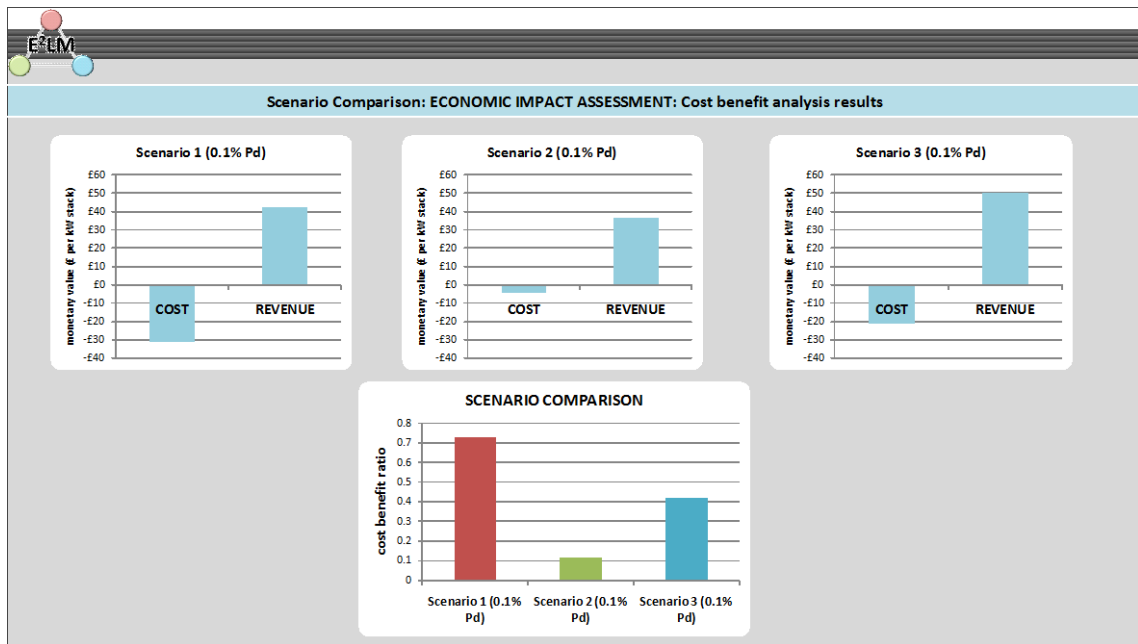 E²LM
Scenario Comparison: ECONOMIC IMPACT ASSESSMENT: Cost benefit analysis results
Scenario 1 (0.1% Pd)
monetary value (£ per kW stack)
£60
£50
£40
£30
£20
£10
£0
-£10
-£20
-£30
-£40
COST
REVENUE
Scenario 2 (0.1% Pd)
monetary value (£ per kW stack)
£60
£50
£40
£30
£20
£10
£0
-£10
-£20
-£30
-£40
COST
REVENUE
Scenario 3 (0.1% Pd)
monetary value (£ per kW stack)
£60
£50
£40
£30
£20
£10
£0
-£10
-£20
-£30
-£40
COST
REVENUE
SCENARIO COMPARISON
cost benefit ratio
0.8
0.7
0.6
0.5
0.4
0.3
0.2
0.1
0
Scenario 1 (0.1%
Pd)
Scenario 2 (0.1%
Pd)
Scenario 3 (0.1%
Pd)